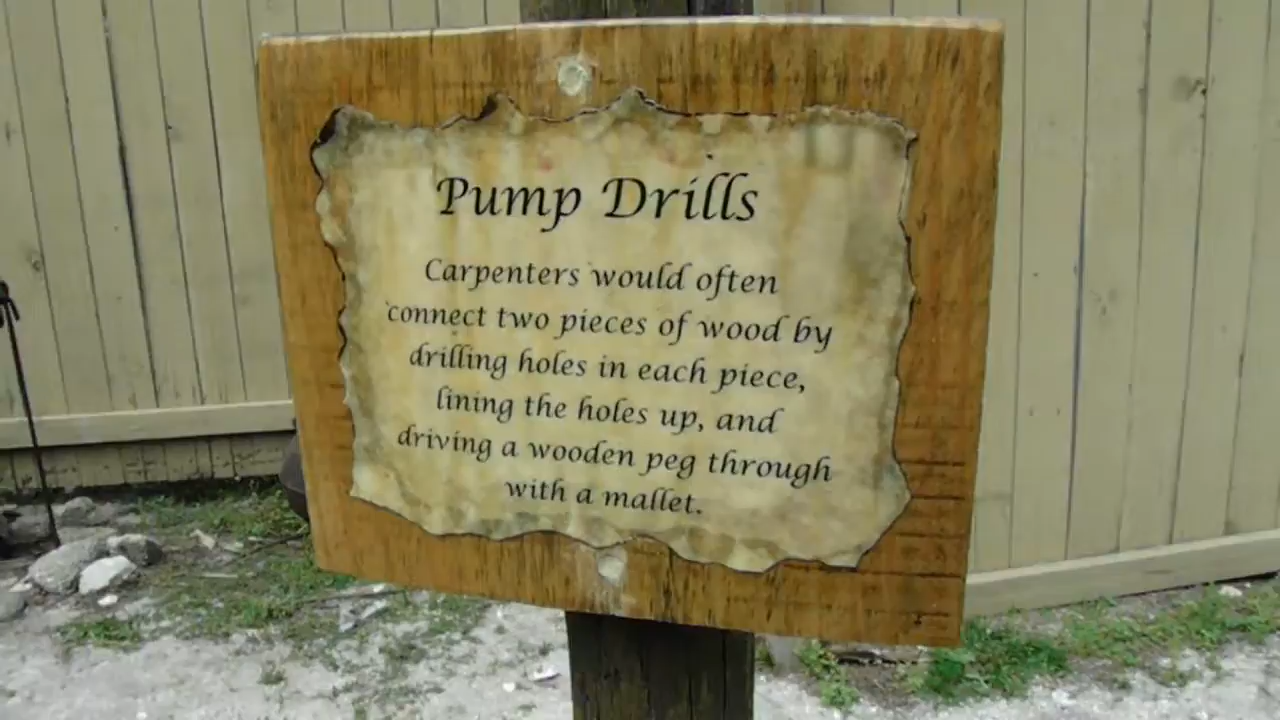 Pump Drills
Carpenters would often
connect two pieces of wood by
drilling holes in each piece,
lining the holes up, and
driving a wooden peg through
with a mallet.